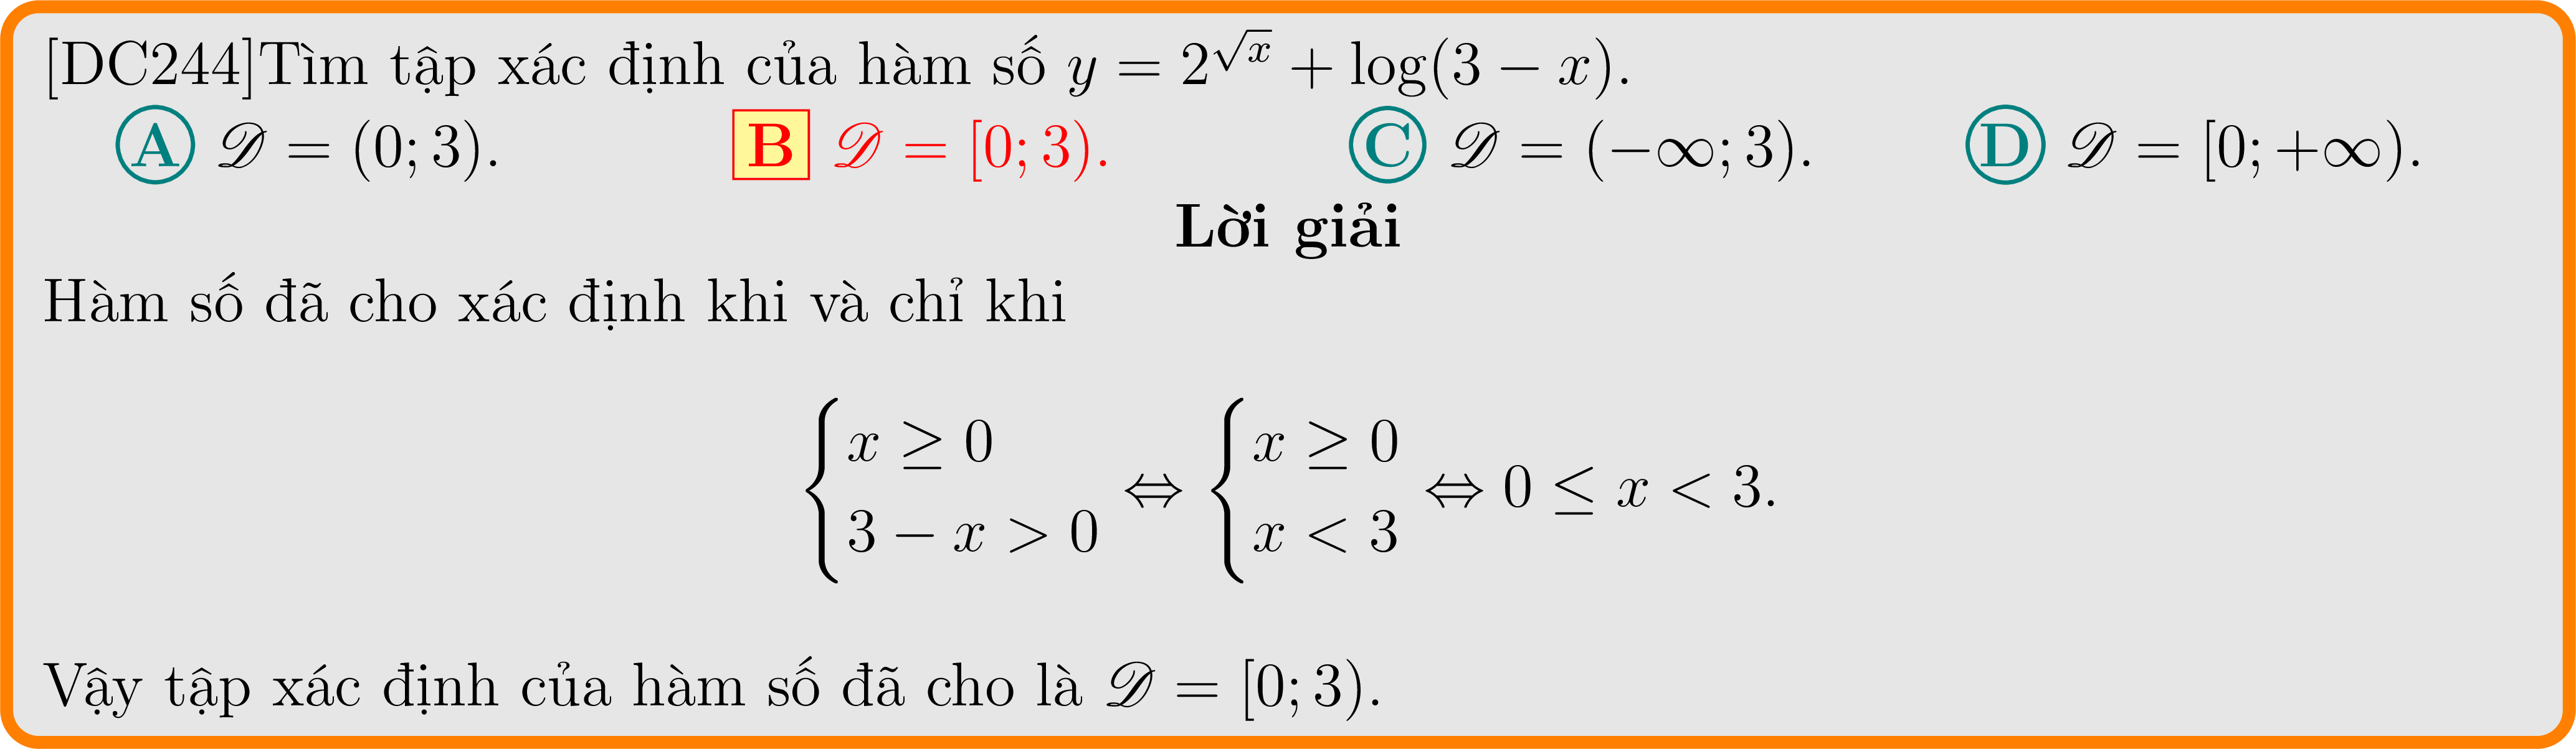 [DC244]Tìm tập xác định của hàm số $y = 2^{\sqrt{x}} + \log(3 - x)$.
A $\mathscr{D} = (0; 3)$. B $\mathscr{D} = [0; 3)$. C $\mathscr{D} = (-\infty; 3)$. D $\mathscr{D} = [0; +\infty)$.
Lời giải
Hàm số đã cho xác định khi và chỉ khi
$\begin{cases} x \geq 0 \\ 3 - x > 0 \end{cases} \Leftrightarrow \begin{cases} x \geq 0 \\ x < 3 \end{cases} \Leftrightarrow 0 \leq x < 3.$
Vậy tập xác định của hàm số đã cho là $\mathscr{D} = [0; 3)$.